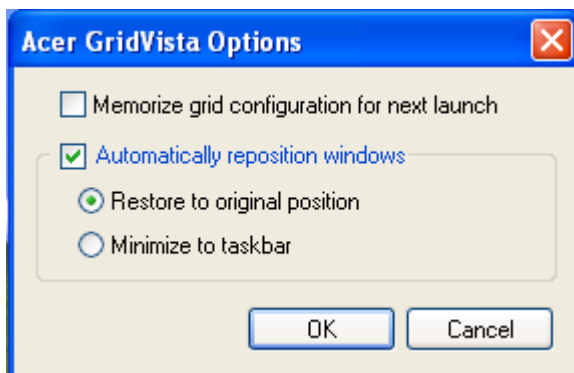 Acer GridVista Options
Memorize grid configuration for next launch
Automatically reposition windows
Restore to original position
Minimize to taskbar
OK
Cancel